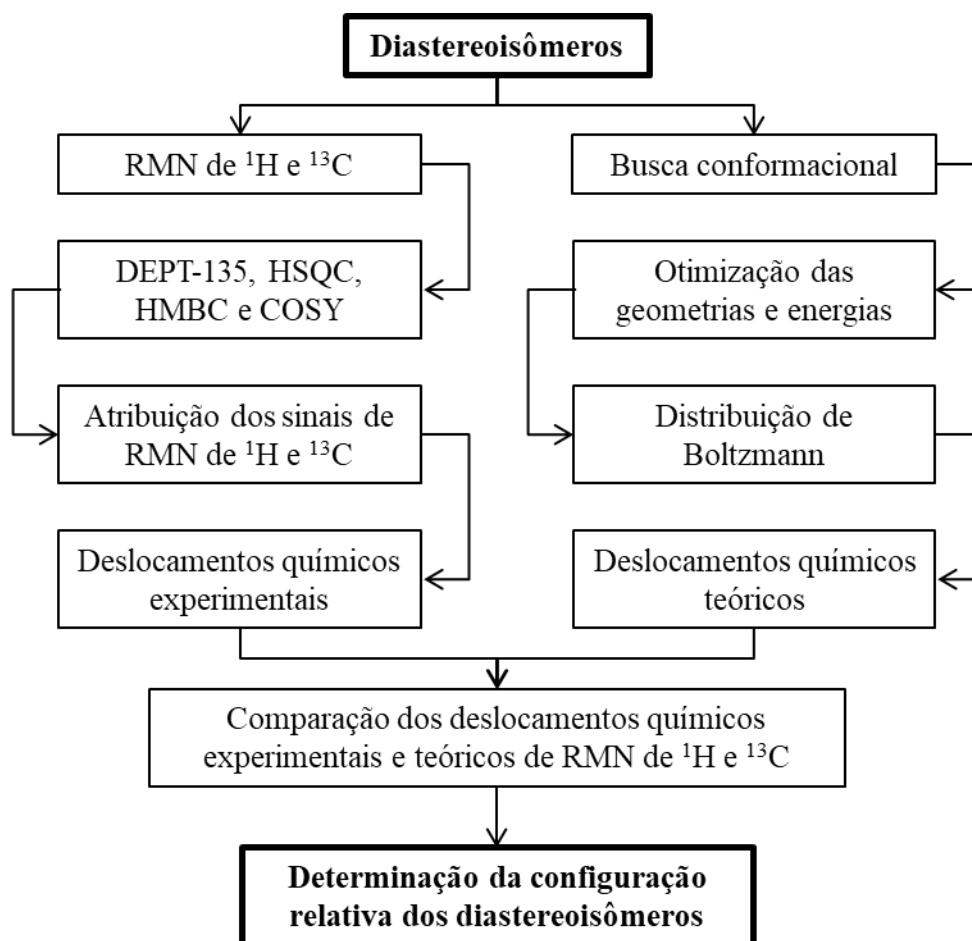 Diastereoisômeros
RMN de ¹H e ¹³C
Busca conformacional
DEPT-135, HSQC,
HMBC e COSY
Otimização das
geometrias e energias
Atribuição dos sinais de
RMN de ¹H e ¹³C
Distribuição de
Boltzmann
Deslocamentos químicos
experimentais
Deslocamentos químicos
teóricos
Comparação dos deslocamentos químicos
experimentais e teóricos de RMN de ¹H e ¹³C
Determinação da configuração
relativa dos diastereoisômeros